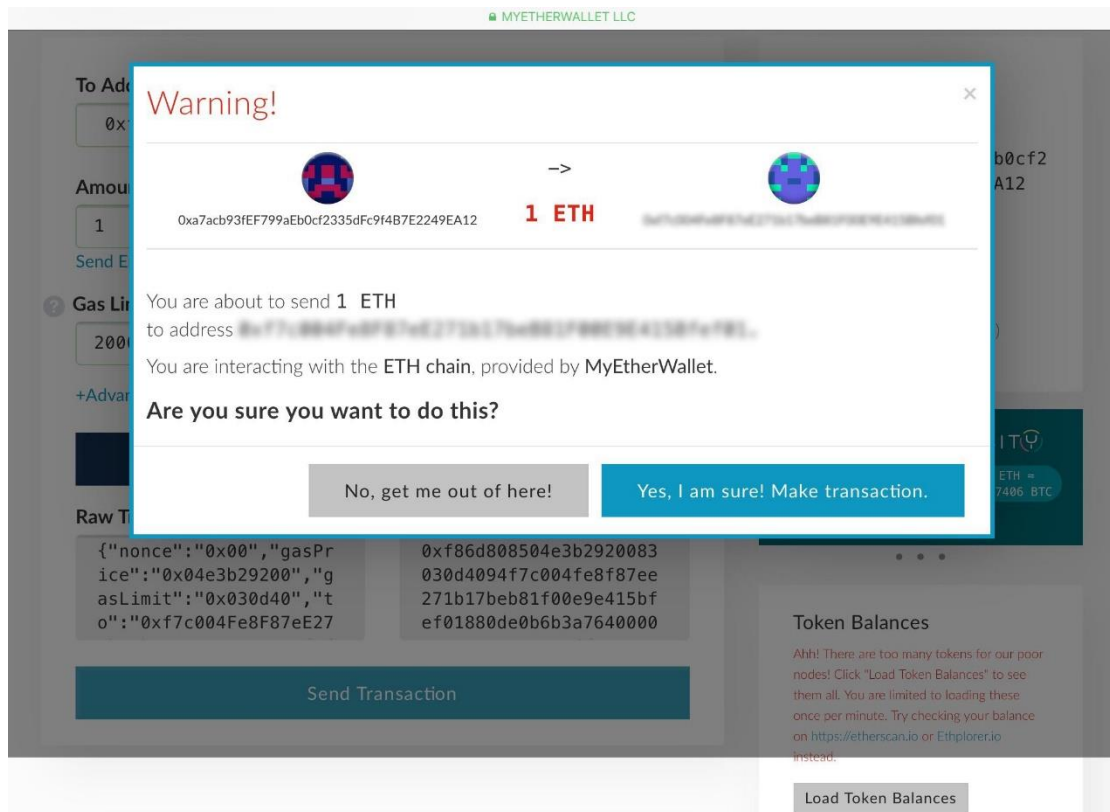 MYETHERWALLET LLC
To Add
0x
Amou
1
Send E
Gas Lin
200
+Advan
Warning!
×
–>
0xa7acb93fEF799aEb0cf2335dFc9f4B7E2249EA12
1 ETH
You are about to send 1 ETH
to address
You are interacting with the ETH chain, provided by MyEtherWallet.
Are you sure you want to do this?
No, get me out of here!
Yes, I am sure! Make transaction.
b0cf2
A12
)
ITY
ETH =
7406 BTC
Raw T
{"nonce":"0x00","gasPr
ice":"0x04e3b29200","g
asLimit":"0x030d40","t
o":"0xf7c004Fe8F87eE27
0xf86d808504e3b2920083
030d4094f7c004fe8f87ee
271b17beb81f00e9e415bf
ef01880de0b6b3a7640000
Send Transaction
Token Balances
Ahh! There are too many tokens for our poor
nodes! Click "Load Token Balances" to see
them all. You are limited to loading these
once per minute. Try checking your balance
on https://etherscan.io or Ethplorer.io
instead.
Load Token Balances